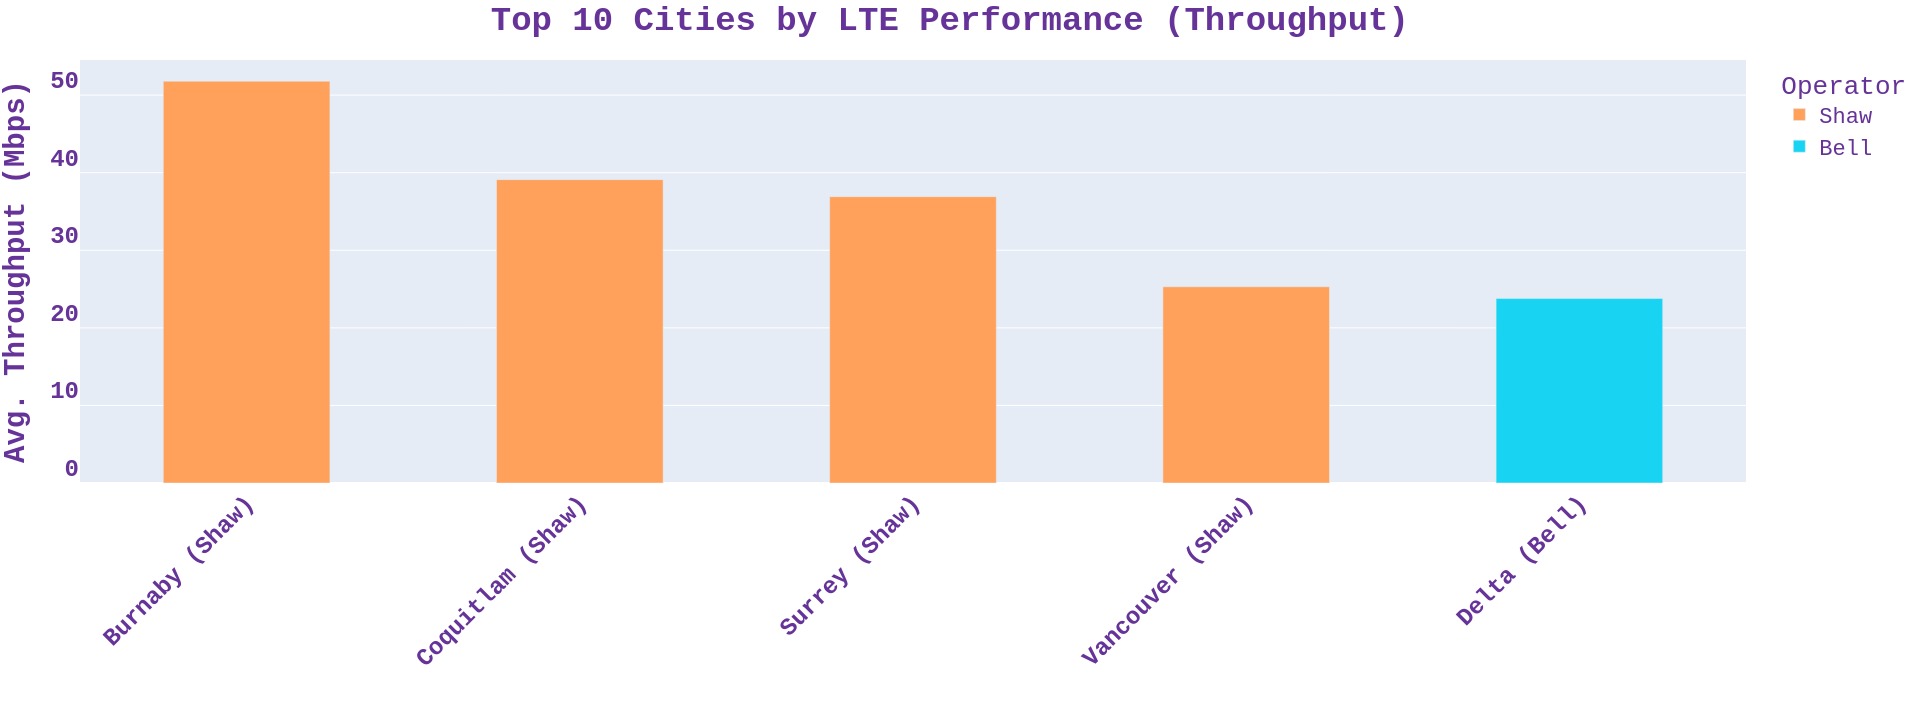 Top 10 Cities by LTE Performance (Throughput)
Avg. Throughput (Mbps)
50
40
30
20
10
0
Burnaby (Shaw)
Coquitlam (Shaw)
Surrey (Shaw)
Vancouver (Shaw)
Delta (Bell)
Operator
Shaw
Bell